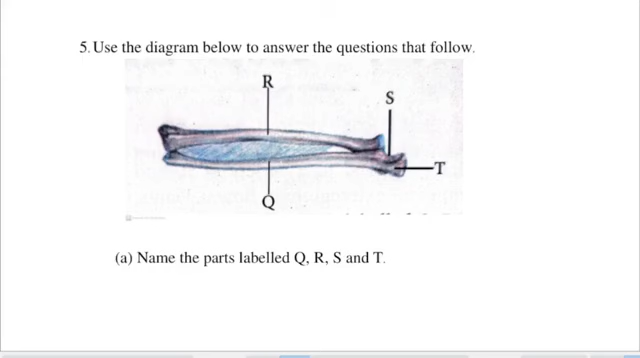 5. Use the diagram below to answer the questions that follow.
R
S
T
Q
(a) Name the parts labelled Q, R, S and T.